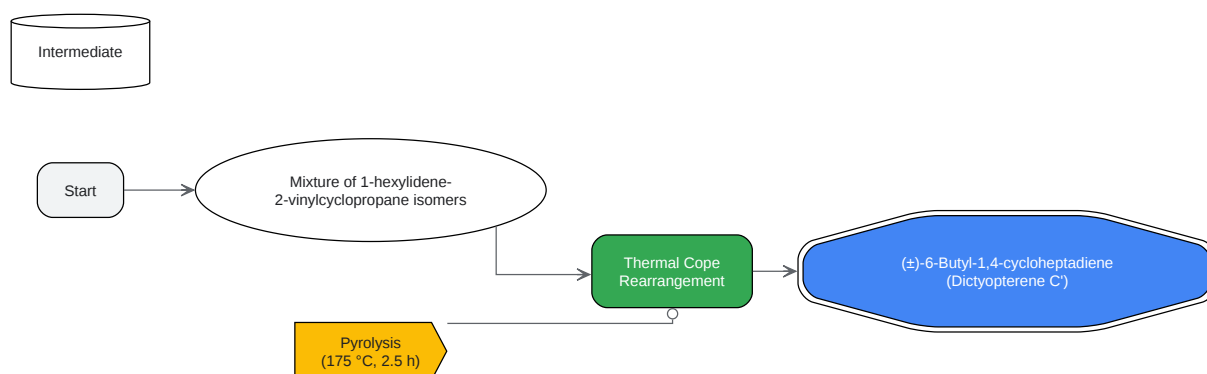 Intermediate
Start
Mixture of 1-hexylidene-
2-vinylcyclopropane isomers
Thermal Cope
Rearrangement
(±)-6-Butyl-1,4-cycloheptadiene
(Dictyopterene C')
Pyrolysis
(175 °C, 2.5 h)